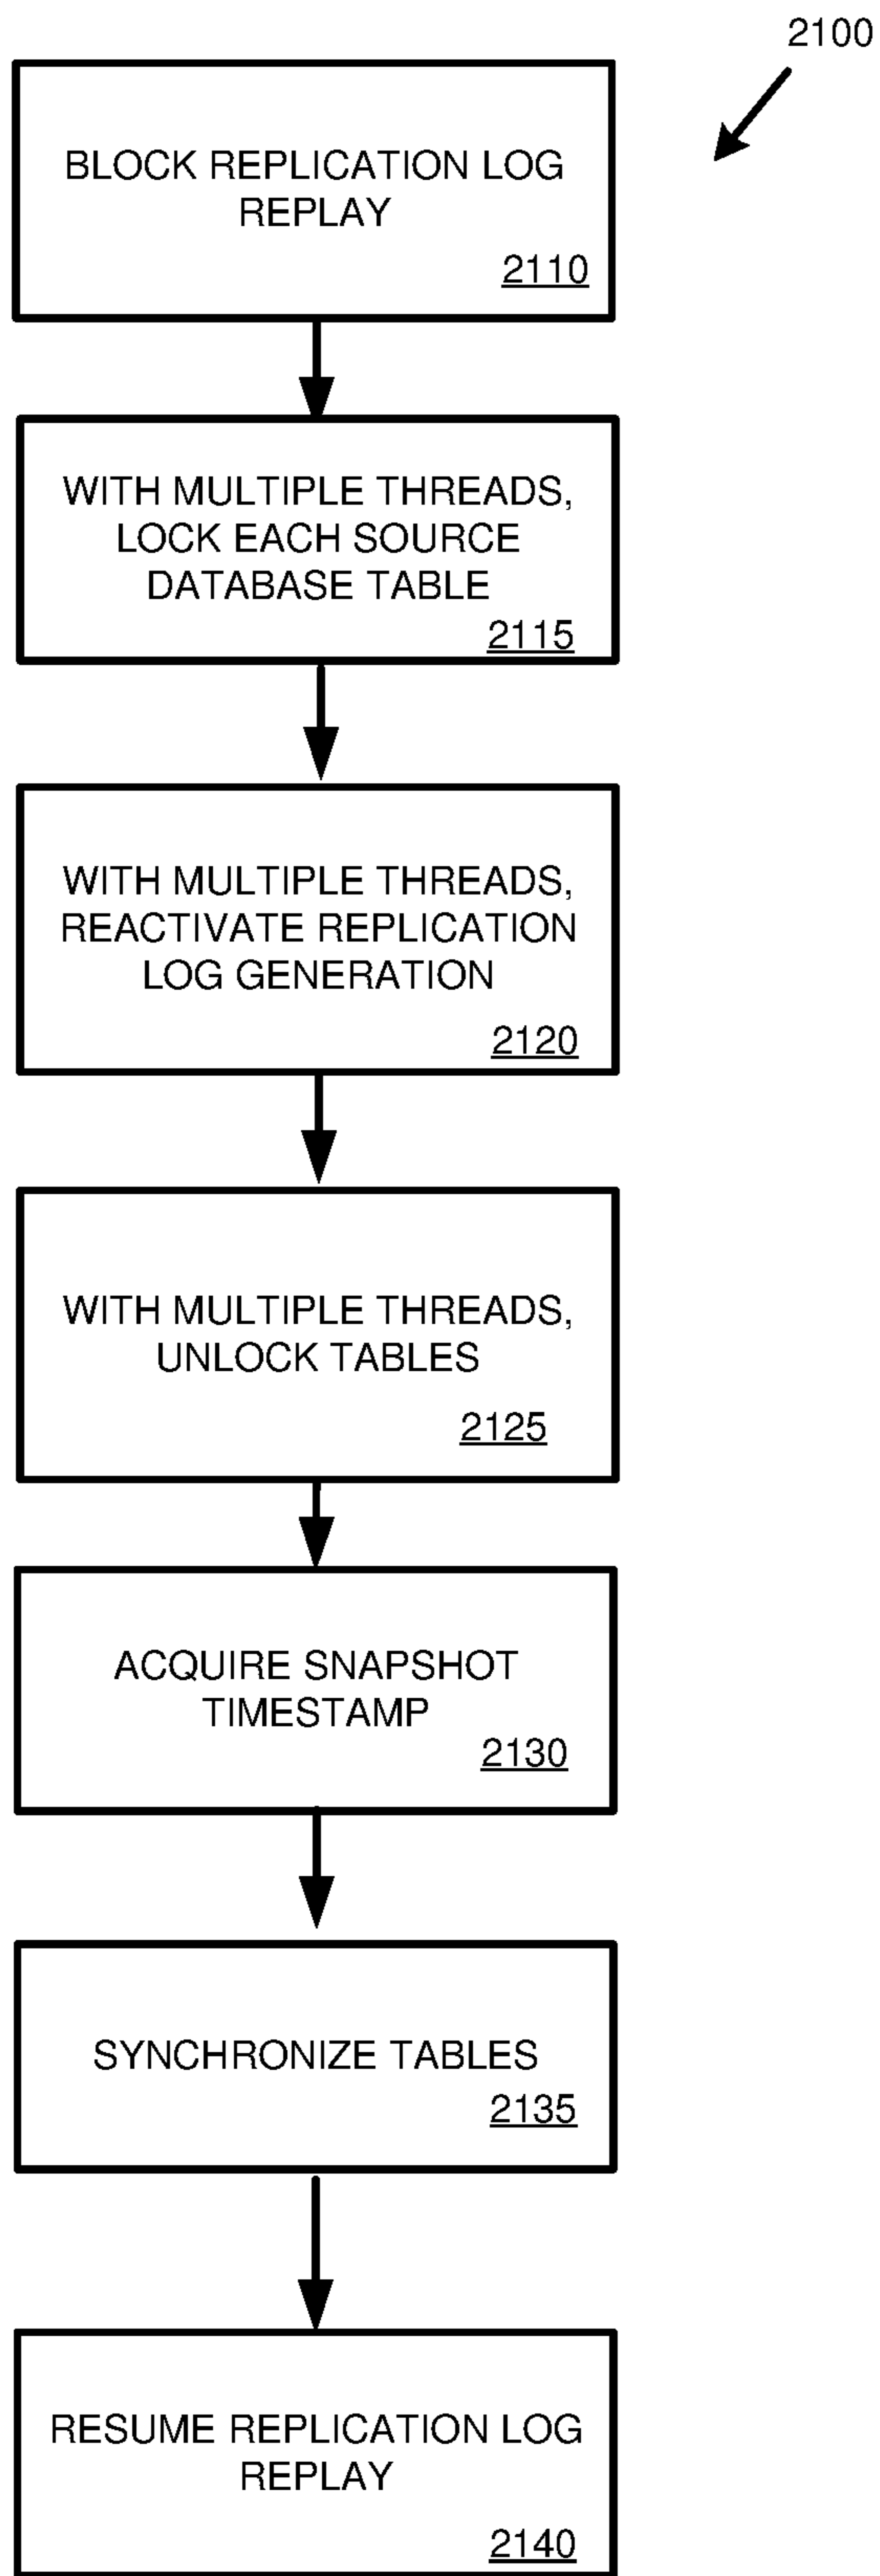 2100
BLOCK REPLICATION LOG
REPLAY
2110
WITH MULTIPLE THREADS,
LOCK EACH SOURCE
DATABASE TABLE
2115
WITH MULTIPLE THREADS,
REACTIVATE REPLICATION
LOG GENERATION
2120
WITH MULTIPLE THREADS,
UNLOCK TABLES
2125
ACQUIRE SNAPSHOT
TIMESTAMP
2130
SYNCHRONIZE TABLES
2135
RESUME REPLICATION LOG
REPLAY
2140